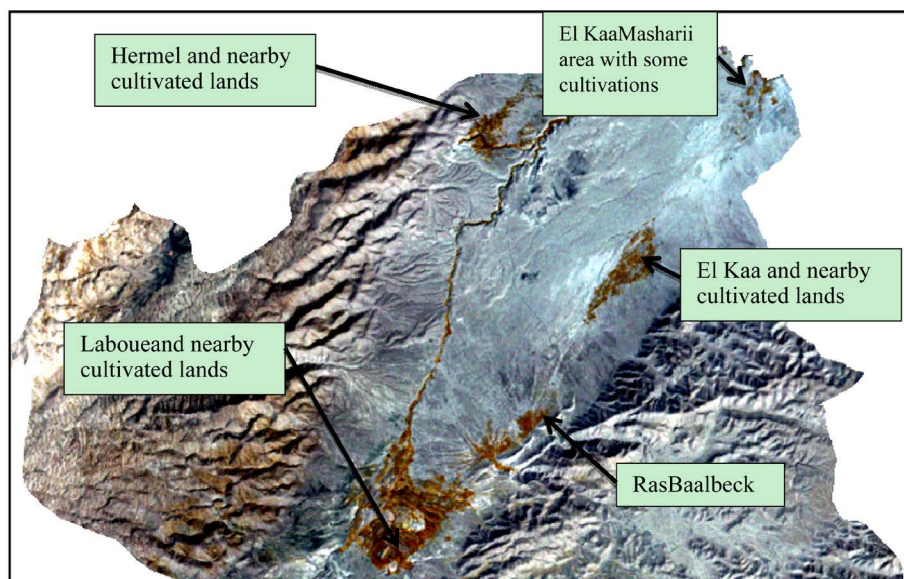 Hermel and nearby
cultivated lands
El KaaMasharii
area with some
cultivations
El Kaa and nearby
cultivated lands
Laboueand nearby
cultivated lands
RasBaalbeck